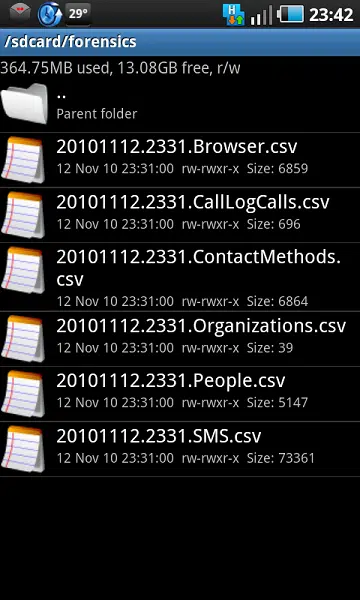 29°
H
23:42
/sdcard/forensics
364.75MB used, 13.08GB free, r/w
..
Parent folder
20101112.2331.Browser.csv
12 Nov 10 23:31:00 rw-rwxr-x Size: 6859
20101112.2331.CallLogCalls.csv
12 Nov 10 23:31:00 rw-rwxr-x Size: 696
20101112.2331.ContactMethods.
csv
12 Nov 10 23:31:00 rw-rwxr-x Size: 6864
20101112.2331.Organizations.csv
12 Nov 10 23:31:00 rw-rwxr-x Size: 39
20101112.2331.People.csv
12 Nov 10 23:31:00 rw-rwxr-x Size: 5147
20101112.2331.SMS.csv
12 Nov 10 23:31:00 rw-rwxr-x Size: 73361